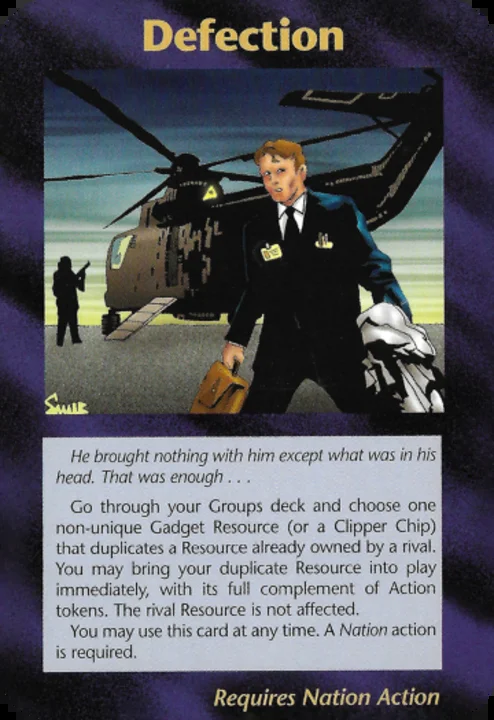 Defection
He brought nothing with him except what was in his
head. That was enough . . .
Go through your Groups deck and choose one
non-unique Gadget Resource (or a Clipper Chip)
that duplicates a Resource already owned by a rival.
You may bring your duplicate Resource into play
immediately, with its full complement of Action
tokens. The rival Resource is not affected.
You may use this card at any time. A Nation action
is required.
Requires Nation Action